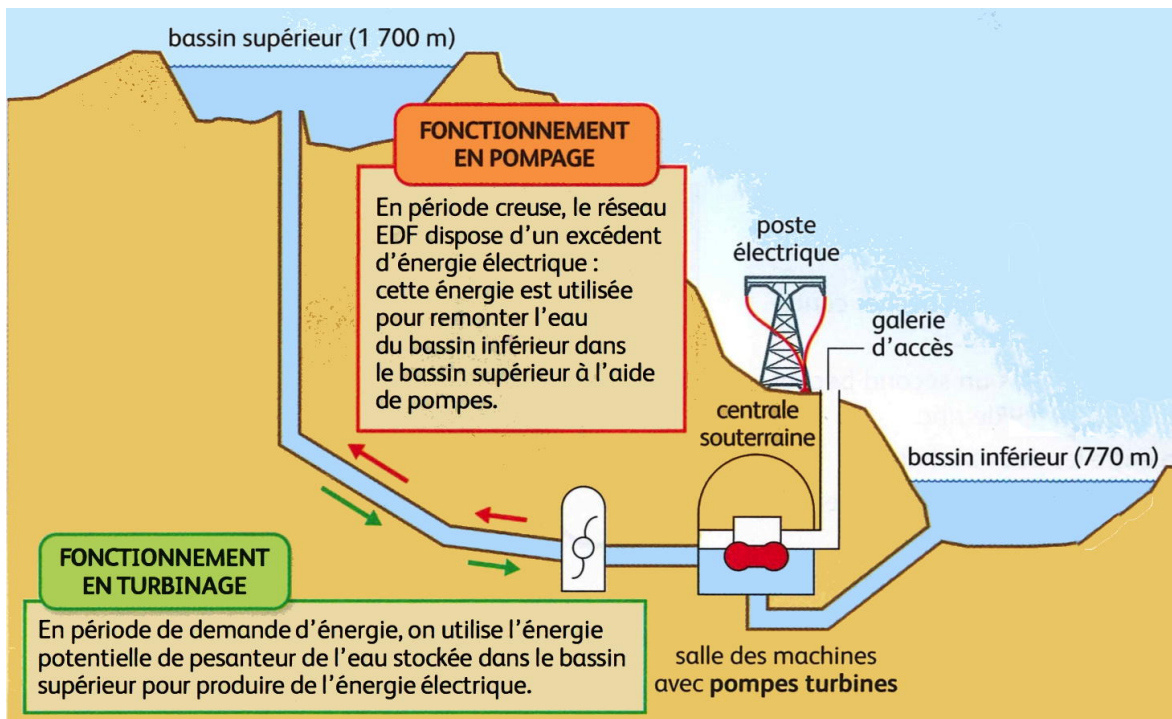 bassin supérieur (1 700 m)
FONCTIONNEMENT
EN POMPAGE
En période creuse, le réseau
EDF dispose d'un excédent
d'énergie électrique :
cette énergie est utilisée
pour remonter l'eau
du bassin inférieur dans
le bassin supérieur à l'aide
de pompes.
poste
électrique
galerie
d'accès
centrale
souterraine
bassin inférieur (770 m)
FONCTIONNEMENT
EN TURBINAGE
En période de demande d'énergie, on utilise l'énergie
potentielle de pesanteur de l'eau stockée dans le bassin
supérieur pour produire de l'énergie électrique.
salle des machines
avec pompes turbines